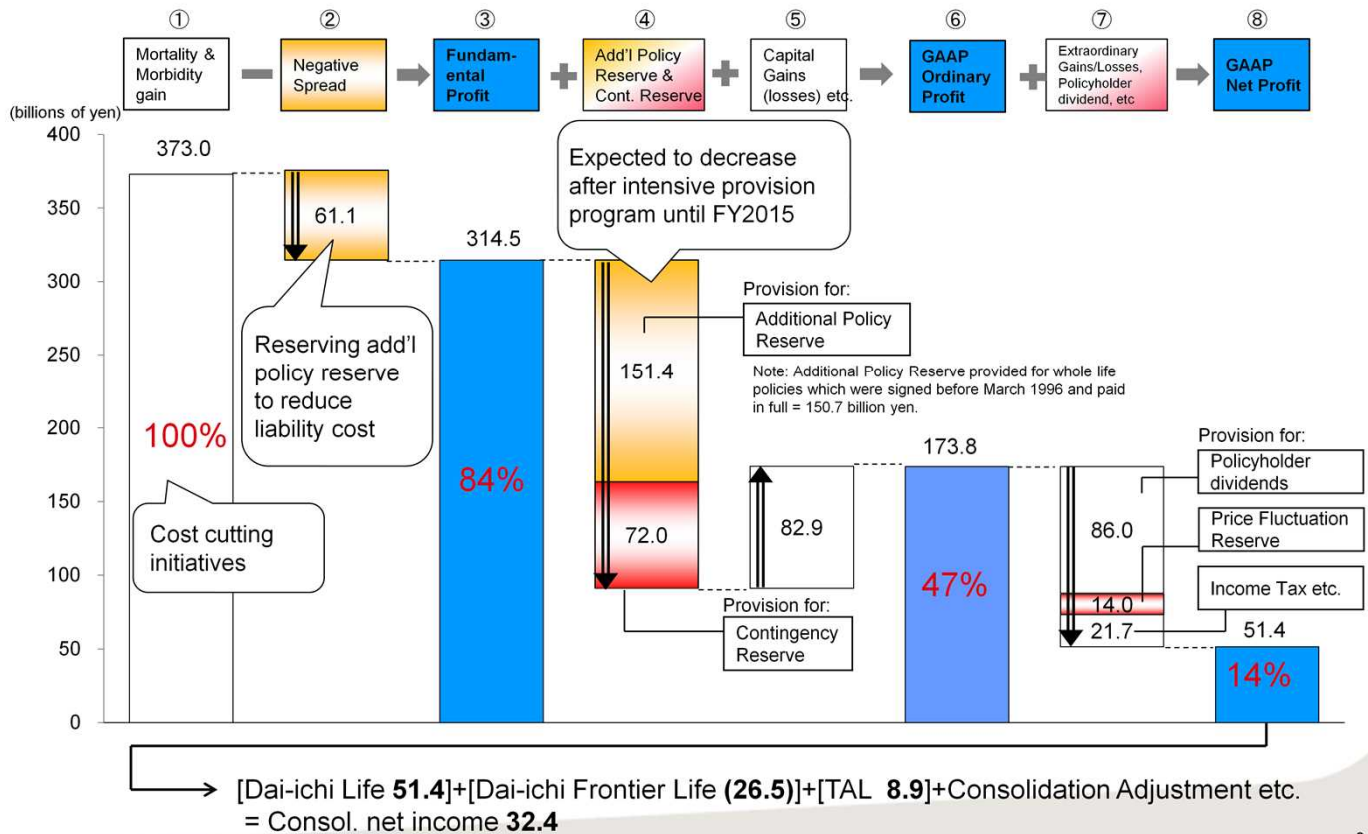 ① ② ③ ④ ⑤ ⑥ ⑦ ⑧
Mortality &
Morbidity
gain
Negative
Spread
Fundam-
ental
Profit
Add'l Policy
Reserve &
Cont. Reserve
Capital
Gains
(losses) etc.
GAAP
Ordinary
Profit
Extraordinary
Gains/Losses,
Policyholder
dividend, etc
GAAP
Net Profit
(billions of yen)
400
350
300
250
200
150
100
50
0
373.0
100%
Cost cutting
initiatives
61.1
Reserving add'l
policy reserve
to reduce
liability cost
314.5
84%
Expected to decrease
after intensive provision
program until FY2015
151.4
72.0
Provision for:
Additional Policy
Reserve
Note: Additional Policy Reserve provided for whole life
policies which were signed before March 1996 and paid
in full = 150.7 billion yen.
Provision for:
Contingency
Reserve
82.9
173.8
47%
86.0
14.0
21.7
Provision for:
Policyholder
dividends
Price Fluctuation
Reserve
Income Tax etc.
51.4
14%
[Dai-ichi Life 51.4]+[Dai-ichi Frontier Life (26.5)]+[TAL 8.9]+Consolidation Adjustment etc.
= Consol. net income 32.4